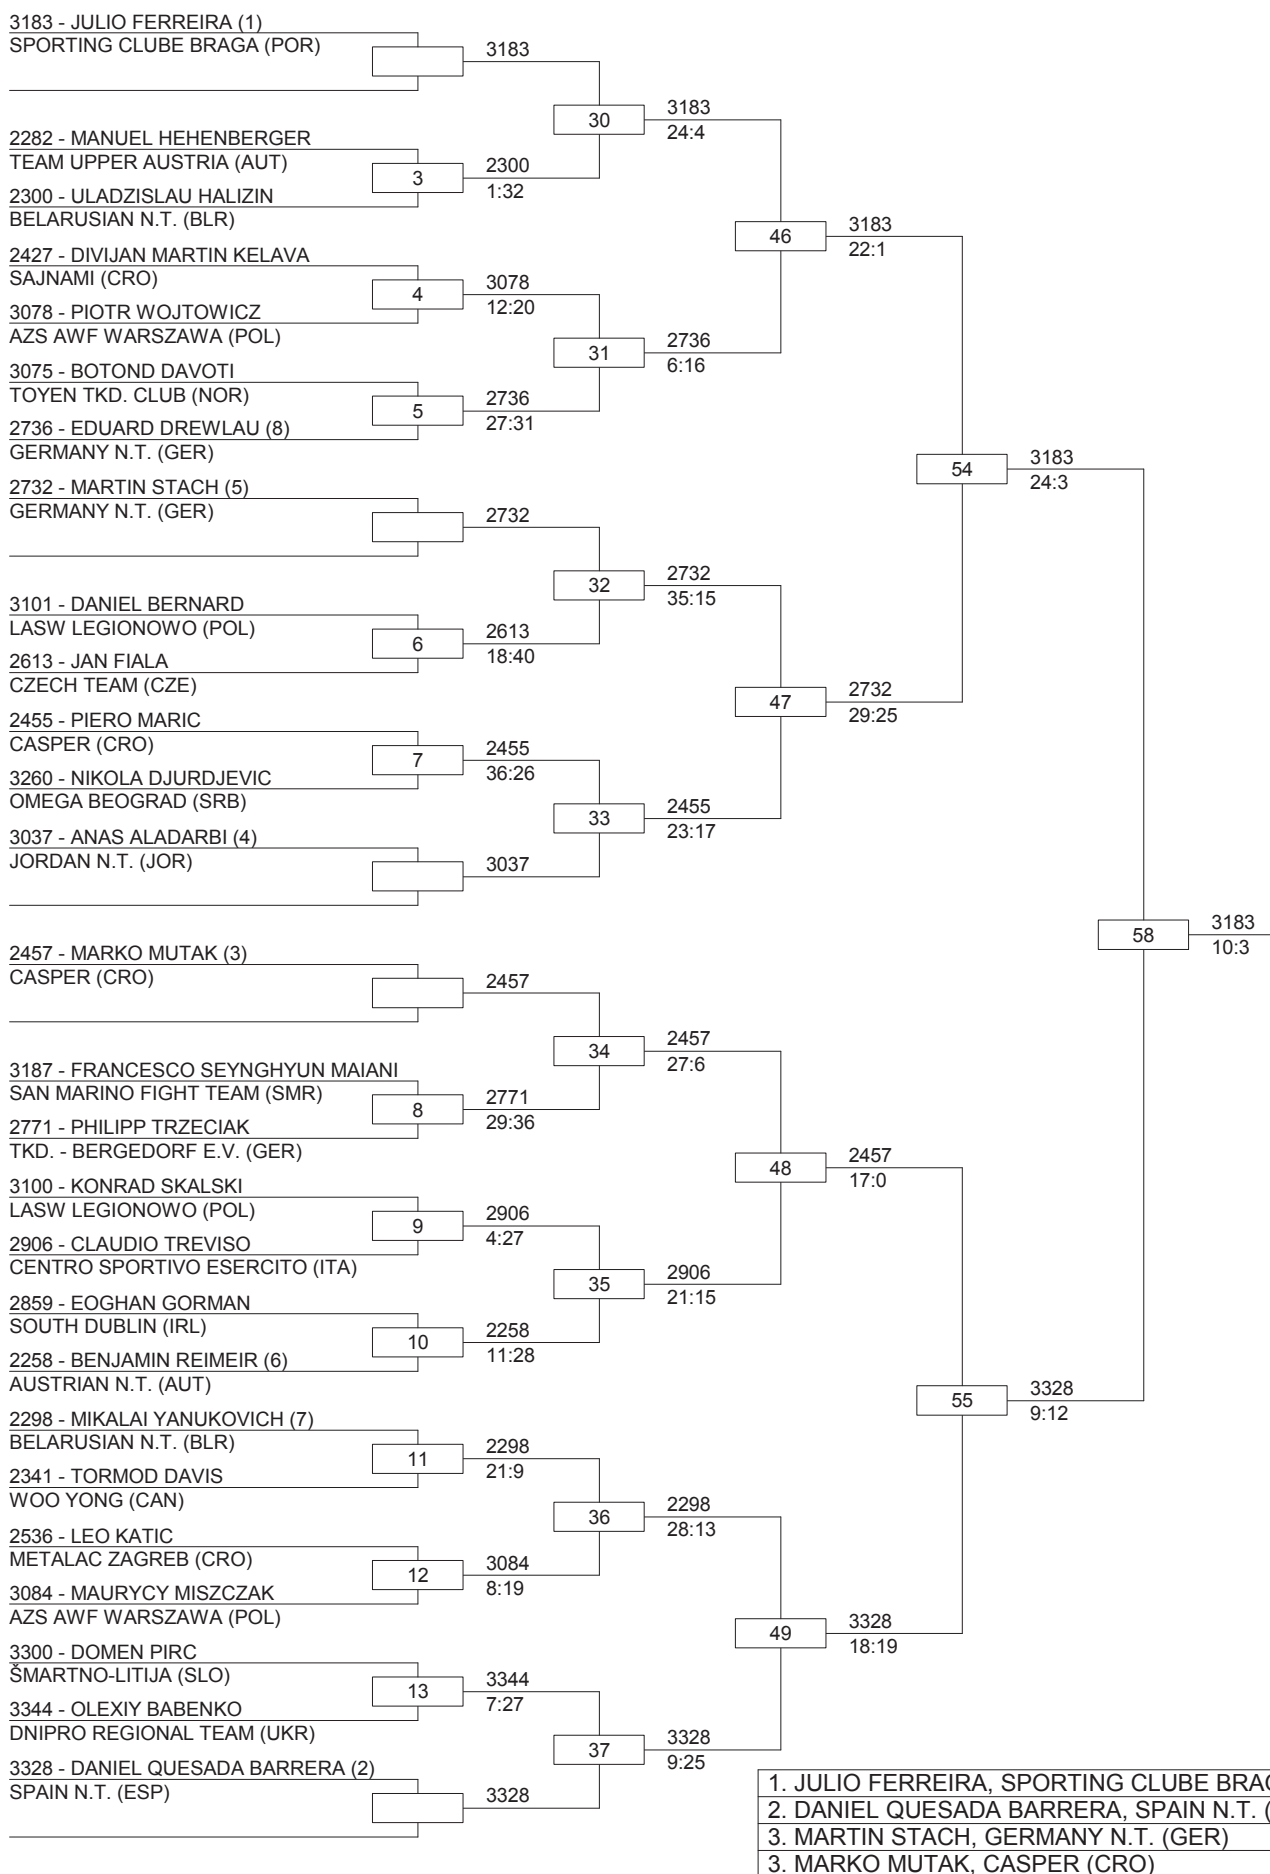 3183 - JULIO FERREIRA (1)
SPORTING CLUBE BRAGA (POR)
3183
30
3183
24:4
2282 - MANUEL HEHENBERGER
TEAM UPPER AUSTRIA (AUT)
3
2300
1:32
2300 - ULADZISLAU HALIZIN
BELARUSIAN N.T. (BLR)
46
3183
22:1
2427 - DIVIJAN MARTIN KELAVA
SAJNAMI (CRO)
4
3078
12:20
3078 - PIOTR WOJTOWICZ
AZS AWF WARSZAWA (POL)
31
2736
6:16
3075 - BOTOND DAVOTI
TOYEN TKD. CLUB (NOR)
5
2736
27:31
2736 - EDUARD DREWLAU (8)
GERMANY N.T. (GER)
54
3183
24:3
2732 - MARTIN STACH (5)
GERMANY N.T. (GER)
2732
32
2732
35:15
3101 - DANIEL BERNARD
LASW LEGIONOWO (POL)
6
2613
18:40
2613 - JAN FIALA
CZECH TEAM (CZE)
47
2732
29:25
2455 - PIERO MARIC
CASPER (CRO)
7
2455
36:26
3260 - NIKOLA DJURDJEVIC
OMEGA BEOGRAD (SRB)
33
2455
23:17
3037 - ANAS ALADARBI (4)
JORDAN N.T. (JOR)
3037
58
3183
10:3
2457 - MARKO MUTAK (3)
CASPER (CRO)
2457
34
2457
27:6
3187 - FRANCESCO SEYNGHYUN MAIANI
SAN MARINO FIGHT TEAM (SMR)
8
2771
29:36
2771 - PHILIPP TRZECIAK
TKD. - BERGEDORF E.V. (GER)
48
2457
17:0
3100 - KONRAD SKALSKI
LASW LEGIONOWO (POL)
9
2906
4:27
2906 - CLAUDIO TREVISO
CENTRO SPORTIVO ESERCITO (ITA)
35
2906
21:15
2859 - EOGHAN GORMAN
SOUTH DUBLIN (IRL)
10
2258
11:28
2258 - BENJAMIN REIMEIR (6)
AUSTRIAN N.T. (AUT)
55
3328
9:12
2298 - MIKALAI YANUKOVICH (7)
BELARUSIAN N.T. (BLR)
11
2298
21:9
2341 - TORMOD DAVIS
WOO YONG (CAN)
36
2298
28:13
2536 - LEO KATIC
METALAC ZAGREB (CRO)
12
3084
8:19
3084 - MAURYCY MISZCZAK
AZS AWF WARSZAWA (POL)
49
3328
18:19
3300 - DOMEN PIRC
ŠMARTNO-LITIJA (SLO)
13
3344
7:27
3344 - OLEXIY BABENKO
DNIPRO REGIONAL TEAM (UKR)
37
3328
9:25
3328 - DANIEL QUESADA BARRERA (2)
SPAIN N.T. (ESP)
3328
1. JULIO FERREIRA, SPORTING CLUBE
2. DANIEL QUESADA BARRERA, SPAIN N.T. (
3. MARTIN STACH, GERMANY N.T. (GER)
3. MARKO MUTAK, CASPER (CRO)